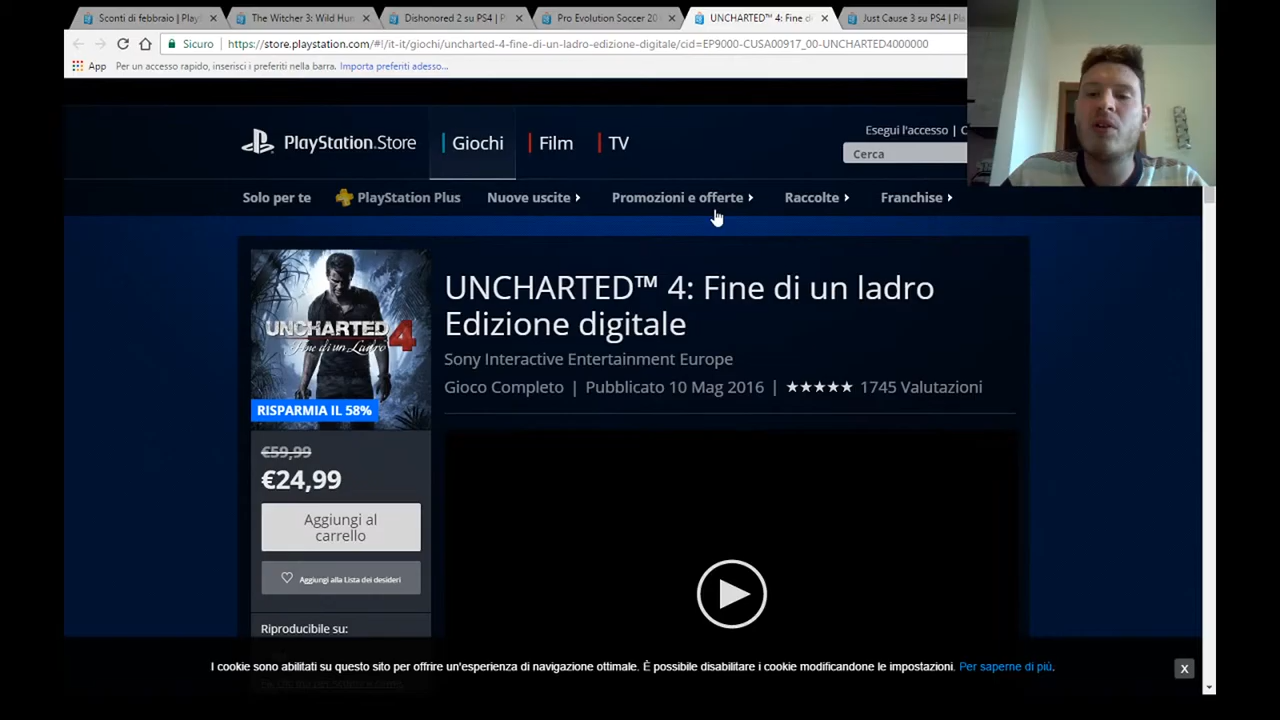 Sconti di febbraio | Play
The Witcher 3: Wild Hun
Dishonored 2 su PS4 | P
Pro Evolution Soccer 20
UNCHARTED™ 4: Fine d
Just Cause 3 su PS4 | Pla
Sicuro
https://store.playstation.com/#!/it-it/giochi/uncharted-4-fine-di-un-ladro-edizione-digitale/cid=EP9000-CUSA00917_00-UNCHARTED4000000
App
Per un accesso rapido, inserisci i preferiti nella barra.
Importa preferiti adesso...
PlayStation.Store
Giochi
Film
TV
Esegui l'accesso | C
Cerca
Solo per te
PlayStation Plus
Nuove uscite
Promozioni e offerte
Raccolte
Franchise
UNCHARTED 4
Fine di un Ladro
RISPARMIA IL 58%
€59,99
€24,99
Aggiungi al
carrello
Aggiungi alla Lista dei desideri
Riproducibile su:
UNCHARTED™ 4: Fine di un ladro
Edizione digitale
Sony Interactive Entertainment Europe
Gioco Completo | Pubblicato 10 Mag 2016 | ★★★★★ 1745 Valutazioni
I cookie sono abilitati su questo sito per offrire un'esperienza di navigazione ottimale. È possibile disabilitare i cookie modificandone le impostazioni. Per saperne di più.
X